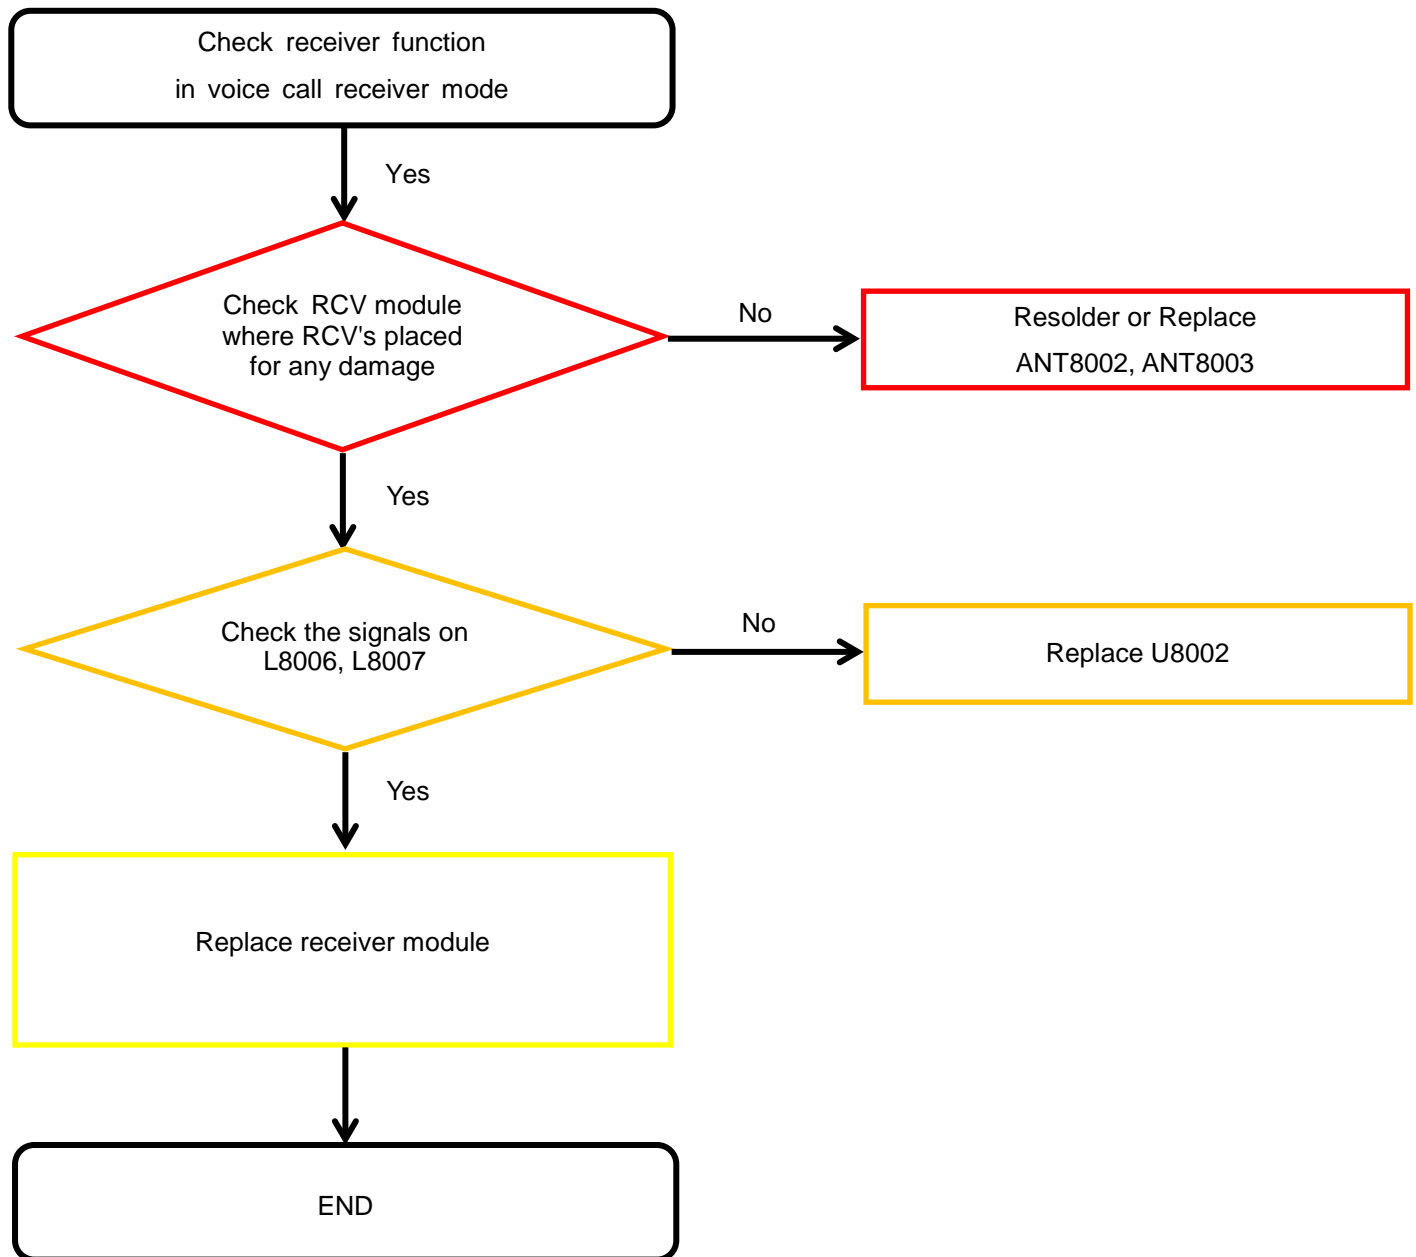 Check receiver function
in voice call receiver mode
Yes
Check RCV module
where RCV's placed
for any damage
No
Resolder or Replace
ANT8002, ANT8003
Yes
Check the signals on
L8006, L8007
No
Replace U8002
Yes
Replace receiver module
END